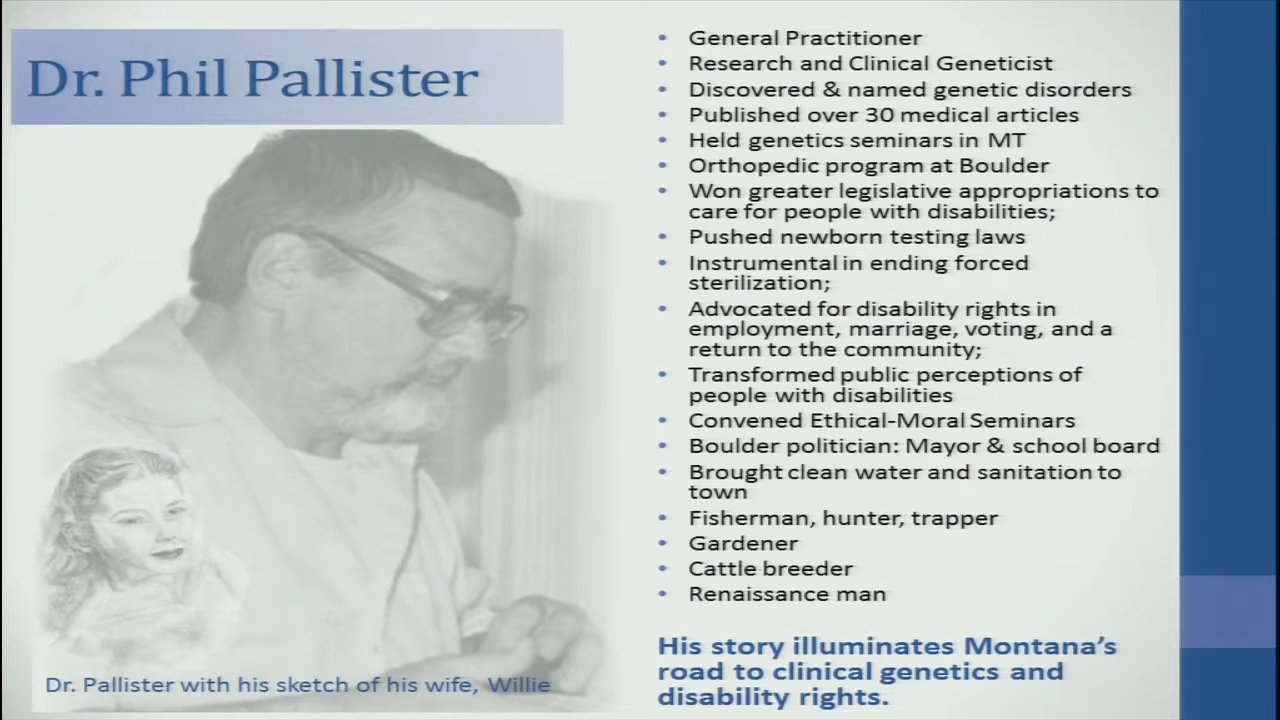 Dr. Phil Pallister
• General Practitioner
• Research and Clinical Geneticist
• Discovered & named genetic disorders
• Published over 30 medical articles
• Held genetics seminars in MT
• Orthopedic program at Boulder
• Won greater legislative appropriations to
care for people with disabilities;
• Pushed newborn testing laws
• Instrumental in ending forced
sterilization;
• Advocated for disability rights in
employment, marriage, voting, and a
return to the community;
• Transformed public perceptions of
people with disabilities
• Convened Ethical-Moral Seminars
• Boulder politician: Mayor & school board
• Brought clean water and sanitation to
town
• Fisherman, hunter, trapper
• Gardener
• Cattle breeder
• Renaissance man
His story illuminates Montana's
road to clinical genetics and
disability rights.
Dr. Pallister with his sketch of his wife, Willie